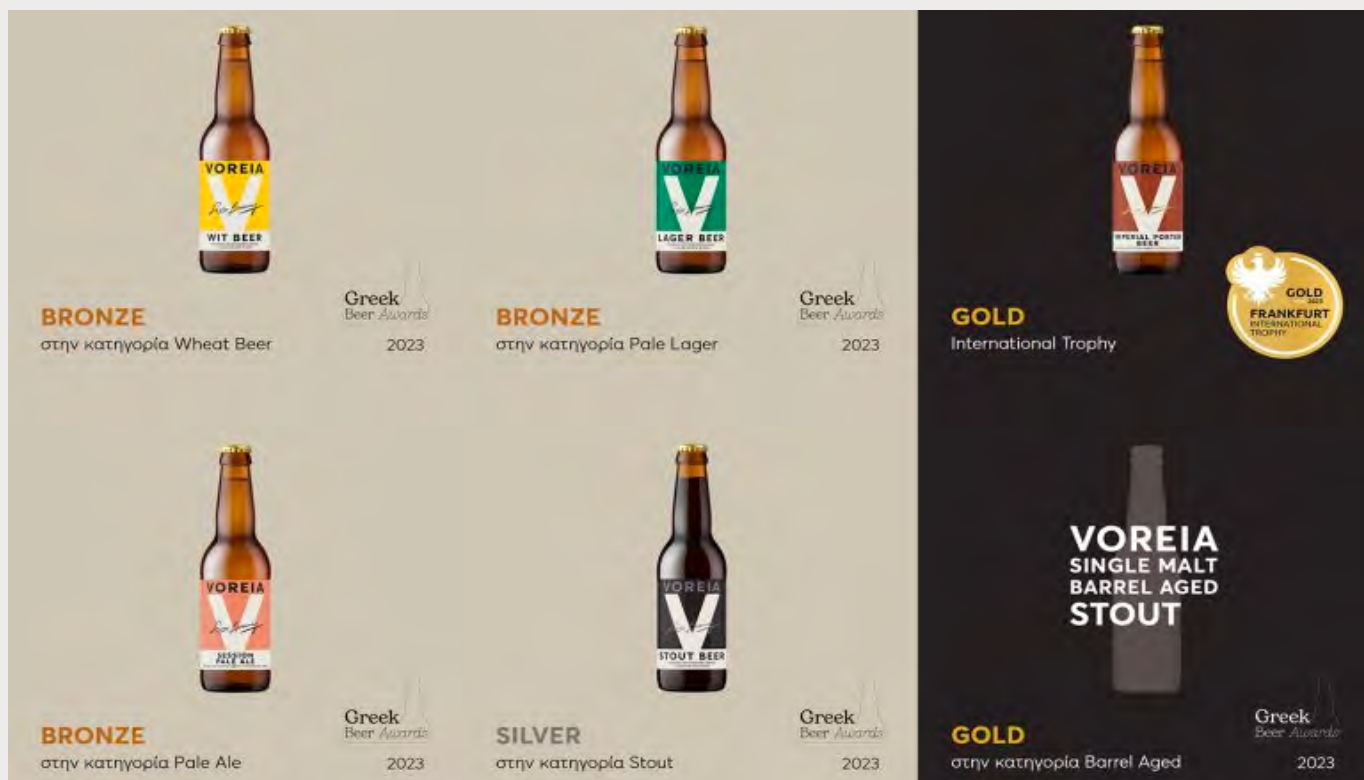 VOREIA
V
WIT BEER
BRONZE
στην κατηγορία Wheat Beer
Greek
Beer Awards
2023
VOREIA
V
LAGER BEER
BRONZE
στην κατηγορία Pale Lager
Greek
Beer Awards
2023
VOREIA
V
IMPERIAL PORTER
BEER
GOLD
International Trophy
GOLD
2023
FRANKFURT
INTERNATIONAL
TROPHY
VOREIA
V
SESSION
PALE ALE
BRONZE
στην κατηγορία Pale Ale
Greek
Beer Awards
2023
VOREIA
V
STOUT BEER
SILVER
στην κατηγορία Stout
Greek
Beer Awards
2023
VOREIA
SINGLE MALT
BARREL AGED
STOUT
GOLD
στην κατηγορία Barrel Aged
Greek
Beer Awards
2023